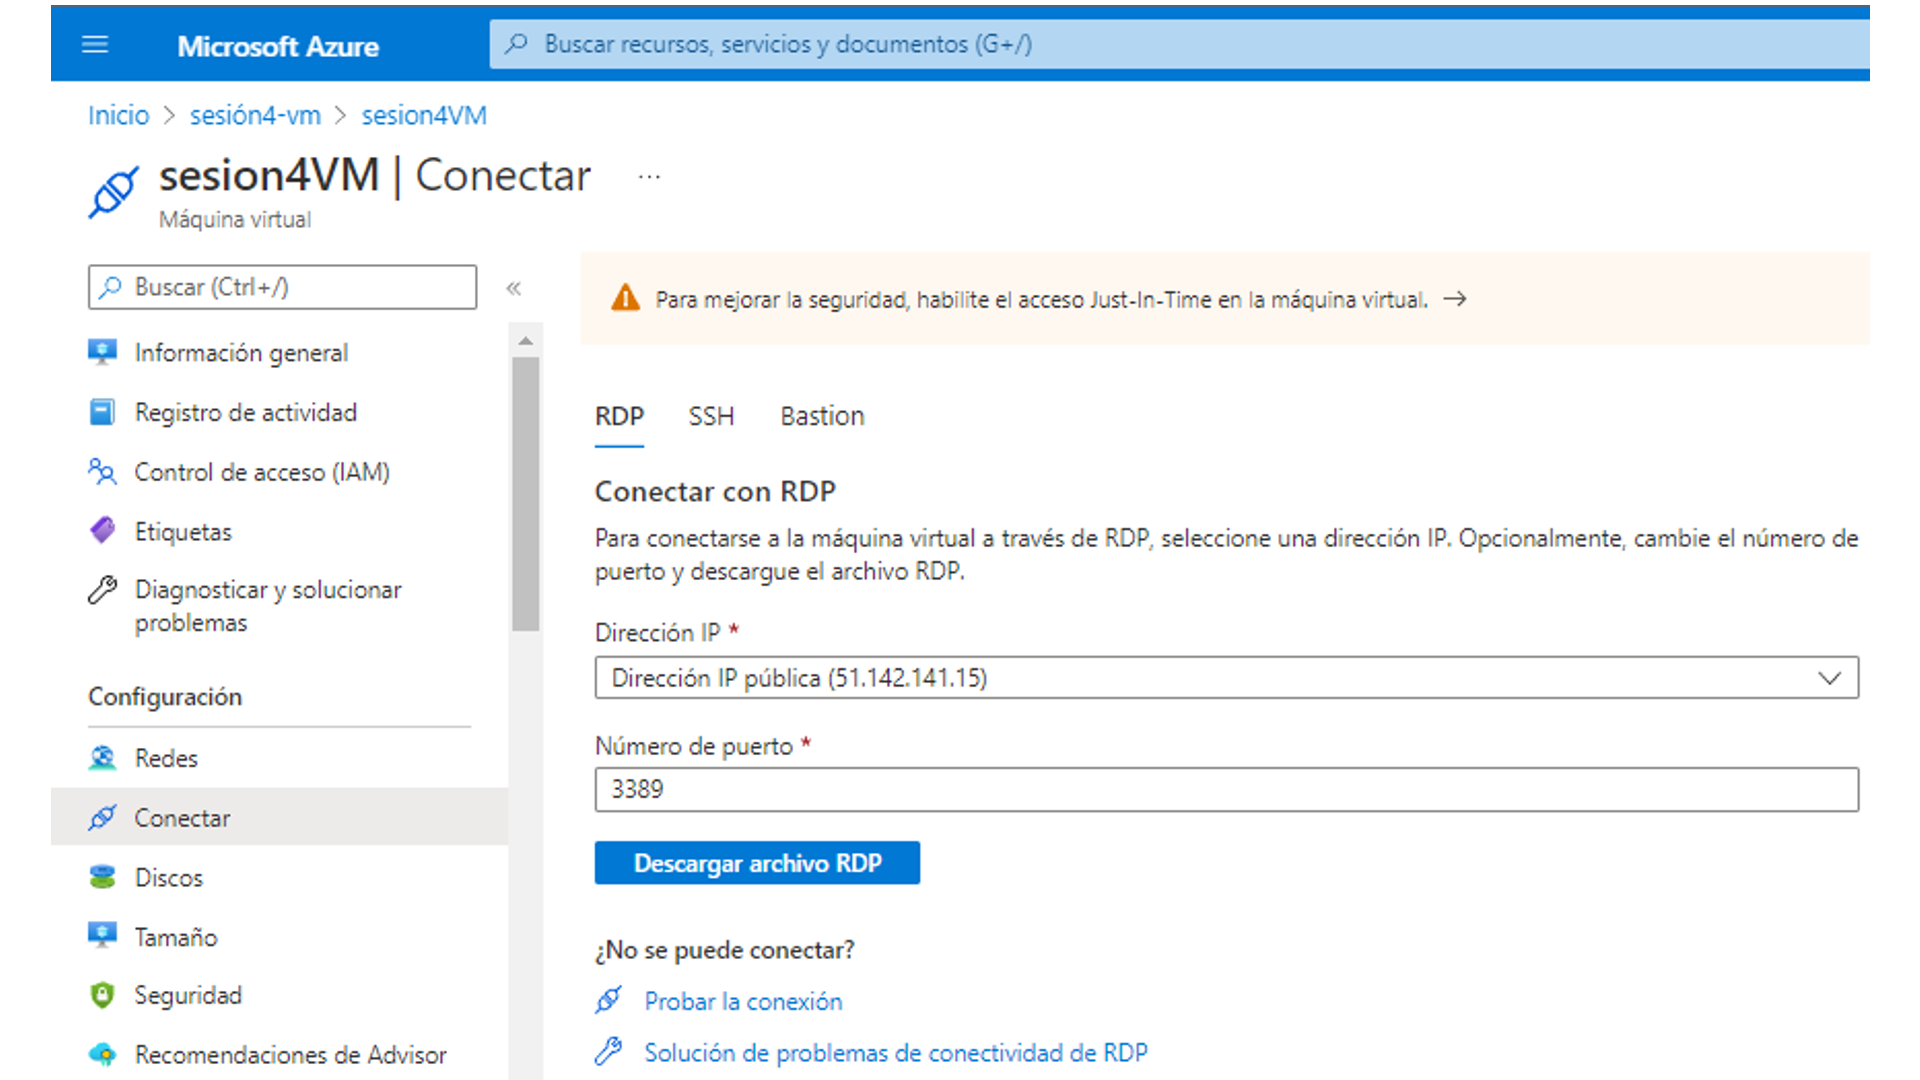 Microsoft Azure
Buscar recursos, servicios y documentos (G+/)
Inicio > sesión4-vm > sesion4VM
sesion4VM | Conectar ...
Máquina virtual
Buscar (Ctrl+/)
«
Información general
Registro de actividad
Control de acceso (IAM)
Etiquetas
Diagnosticar y solucionar
problemas
Configuración
Redes
Conectar
Discos
Tamaño
Seguridad
Recomendaciones de Advisor
Para mejorar la seguridad, habilite el acceso Just-In-Time en la máquina virtual. →
RDP SSH Bastion
Conectar con RDP
Para conectarse a la máquina virtual a través de RDP, seleccione una dirección IP. Opcionalmente, cambie el número de
puerto y descargue el archivo RDP.
Dirección IP *
Dirección IP pública (51.142.141.15)
Número de puerto *
3389
Descargar archivo RDP
¿No se puede conectar?
Probar la conexión
Solución de problemas de conectividad de RDP